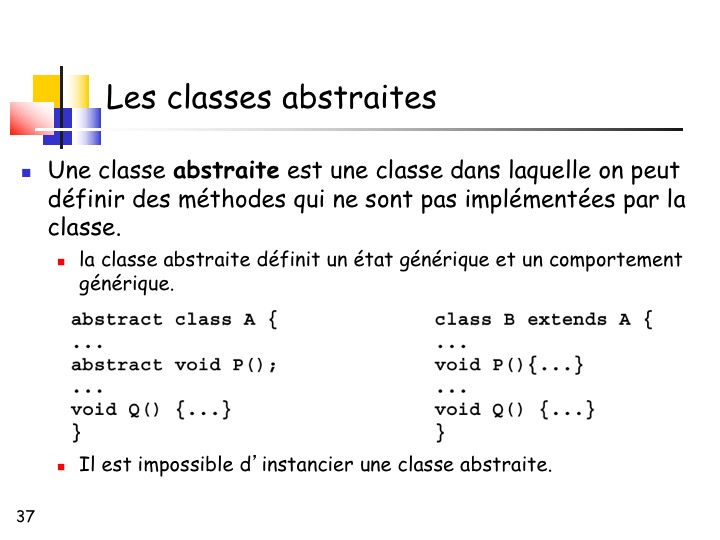 Les classes abstraites
Une classe abstraite est une classe dans laquelle on peut
définir des méthodes qui ne sont pas implémentées par la
classe.
la classe abstraite définit un état générique et un comportement
générique.
abstract class A {
...
abstract void P();
...
void Q() {...}
}
class B extends A {
...
void P(){...}
...
void Q() {...}
}
Il est impossible d’instancier une classe abstraite.
37